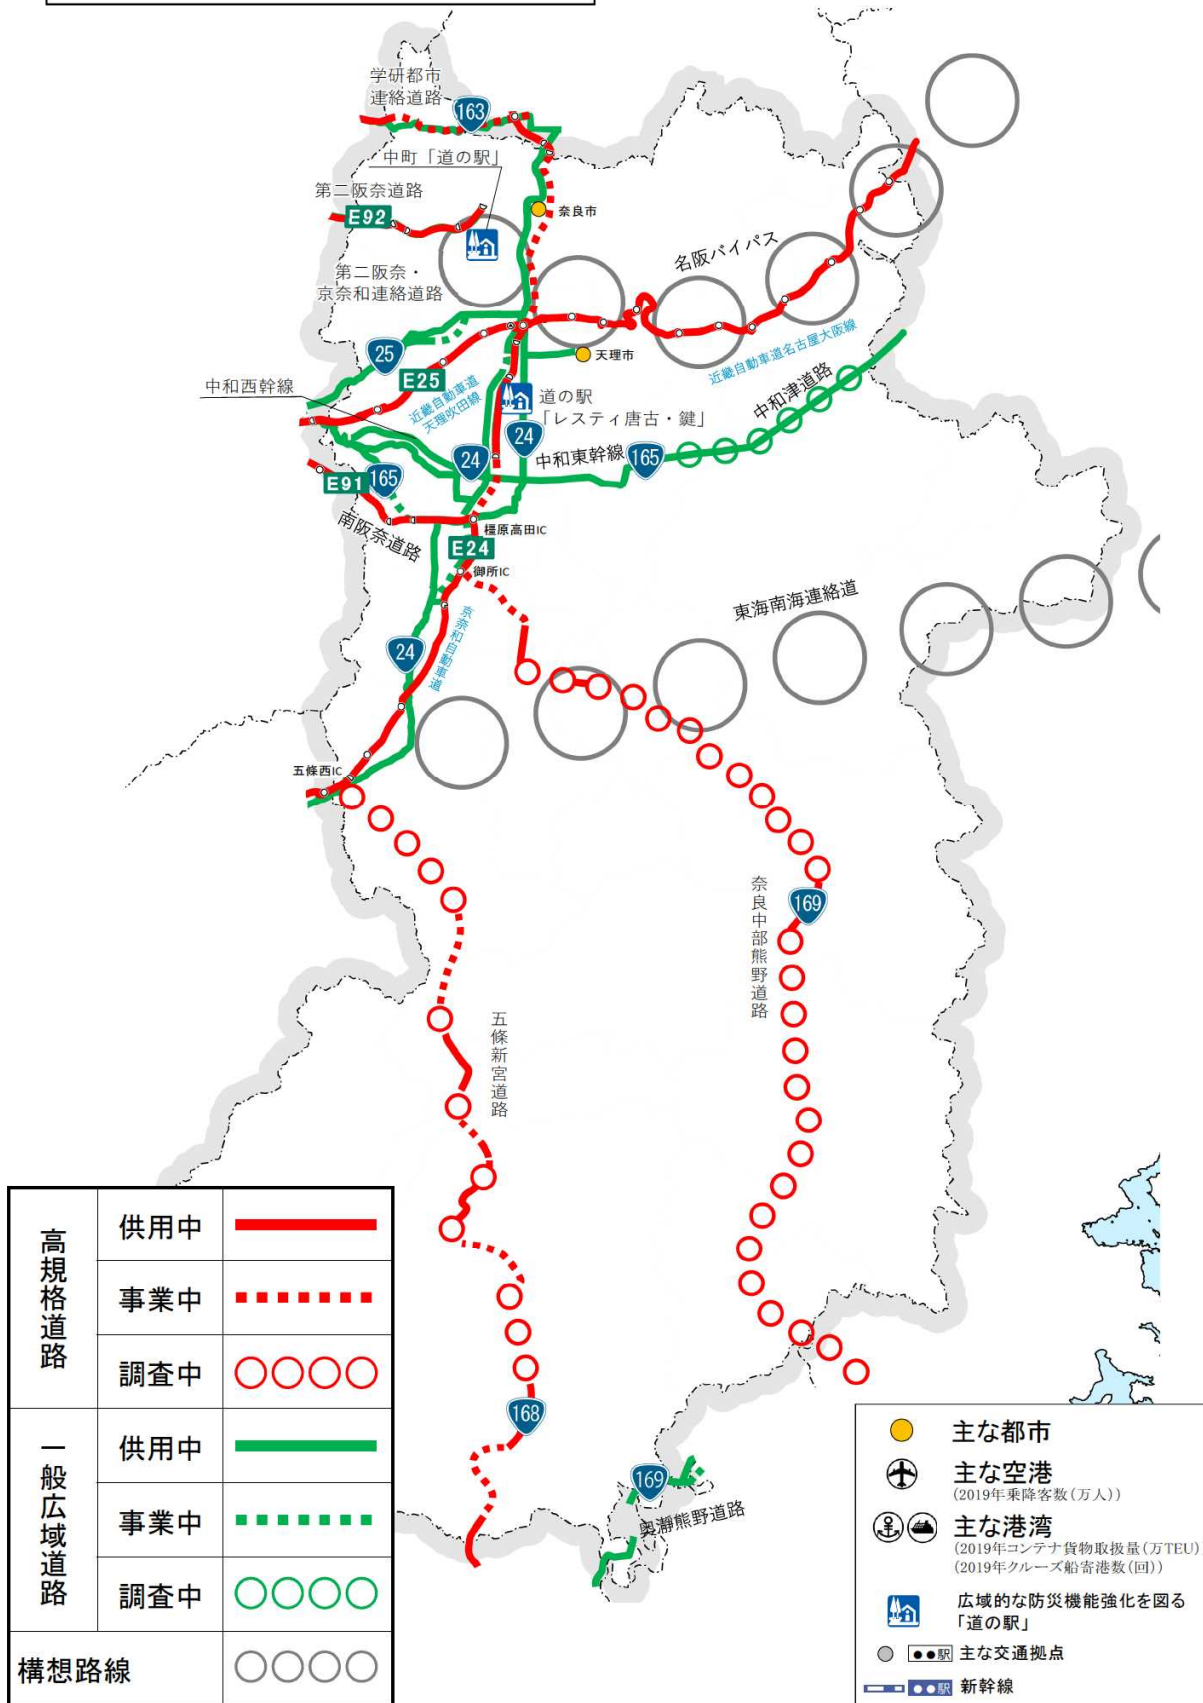 学研都市
連絡道路
163
中町「道の駅」
第二阪奈道路
E92
奈良市
名阪バイパス
第二阪奈・
京奈和連絡道路
25
E25
天理市
近畿自動車道名古屋大阪線
中和西幹線
近畿自動車道
天理吹田線
道の駅
「レスティ唐古・鍵」
中和津道路
24
24
中和東幹線
165
E91
165
南阪奈道路
橿原高田IC
E24
御所IC
東海南海連絡道
24
京奈和自動車道
五條西IC
奈良中部熊野道路
169
五條新宮道路
168
169
奥瀞熊野道路
高規格道路
供用中
事業中
調査中
一般広域道路
供用中
事業中
調査中
構想路線
主な都市
主な空港
(2019年乗降客数(万人))
主な港湾
(2019年コンテナ貨物取扱量(万TEU)
(2019年クルーズ船寄港数(回))
広域的な防災機能強化を図る
「道の駅」
●●駅 主な交通拠点
●●駅 新幹線